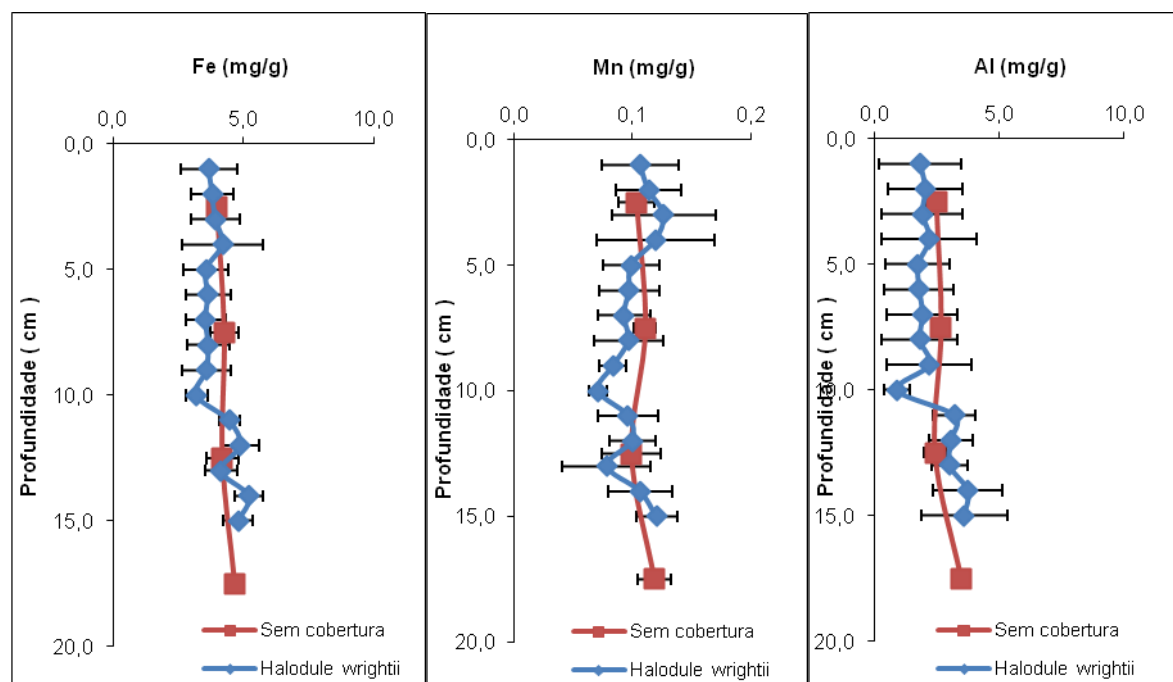 Fe (mg/g)
0,0 5,0 10,0
0,0
5,0
10,0
15,0
20,0
Profundidade ( cm )
Sem cobertura
Halodule wrightii
Mn (mg/g)
0,0 0,1 0,2
0,0
5,0
10,0
15,0
20,0
Profundidade ( cm )
Sem cobertura
Halodule wrightii
Al (mg/g)
0,0 5,0 10,0
0,0
5,0
10,0
15,0
20,0
Profundidade ( cm )
Sem cobertura
Halodule wrightii